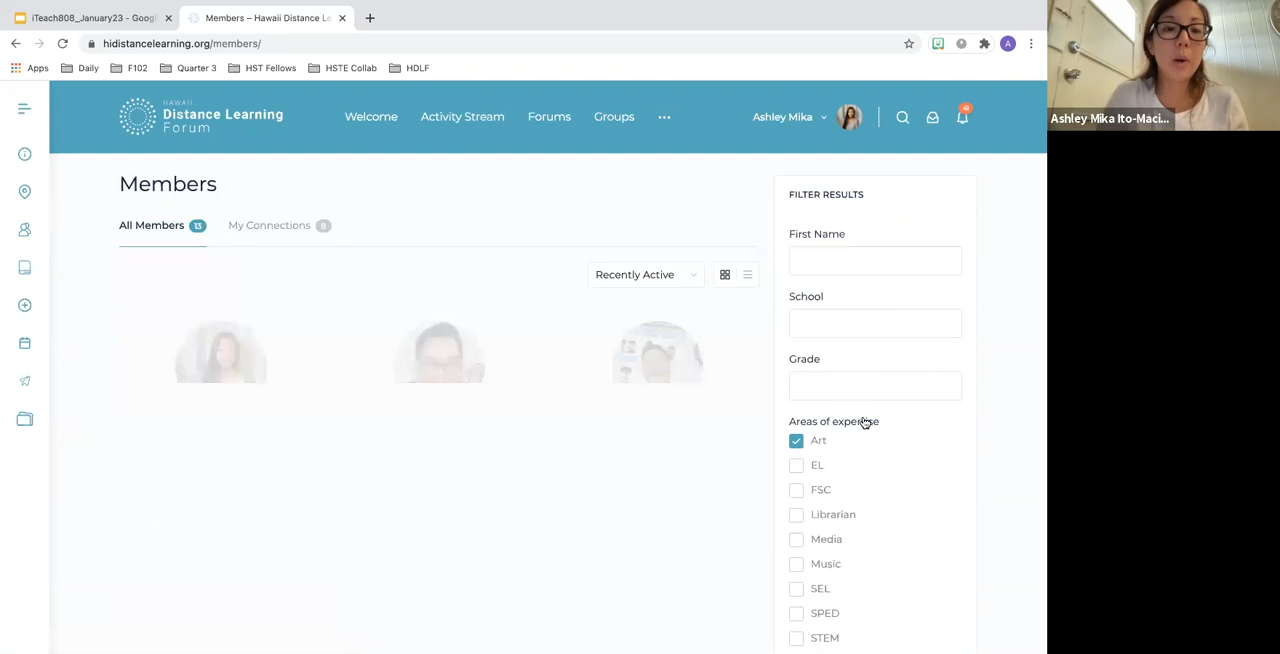 iTeach808_January23 - Googl
Members – Hawaii Distance Le
hidistancelearning.org/members/
A
Apps
Daily
F102
Quarter 3
HST Fellows
HSTE Collab
HDLF
HAWAII
Distance Learning
Forum
Welcome
Activity Stream
Forums
Groups
Ashley Mika
41
Ashley Mika Ito-Maci...
Members
All Members 13
My Connections 8
Recently Active
FILTER RESULTS
First Name
School
Grade
Areas of expertise
Art
EL
FSC
Librarian
Media
Music
SEL
SPED
STEM